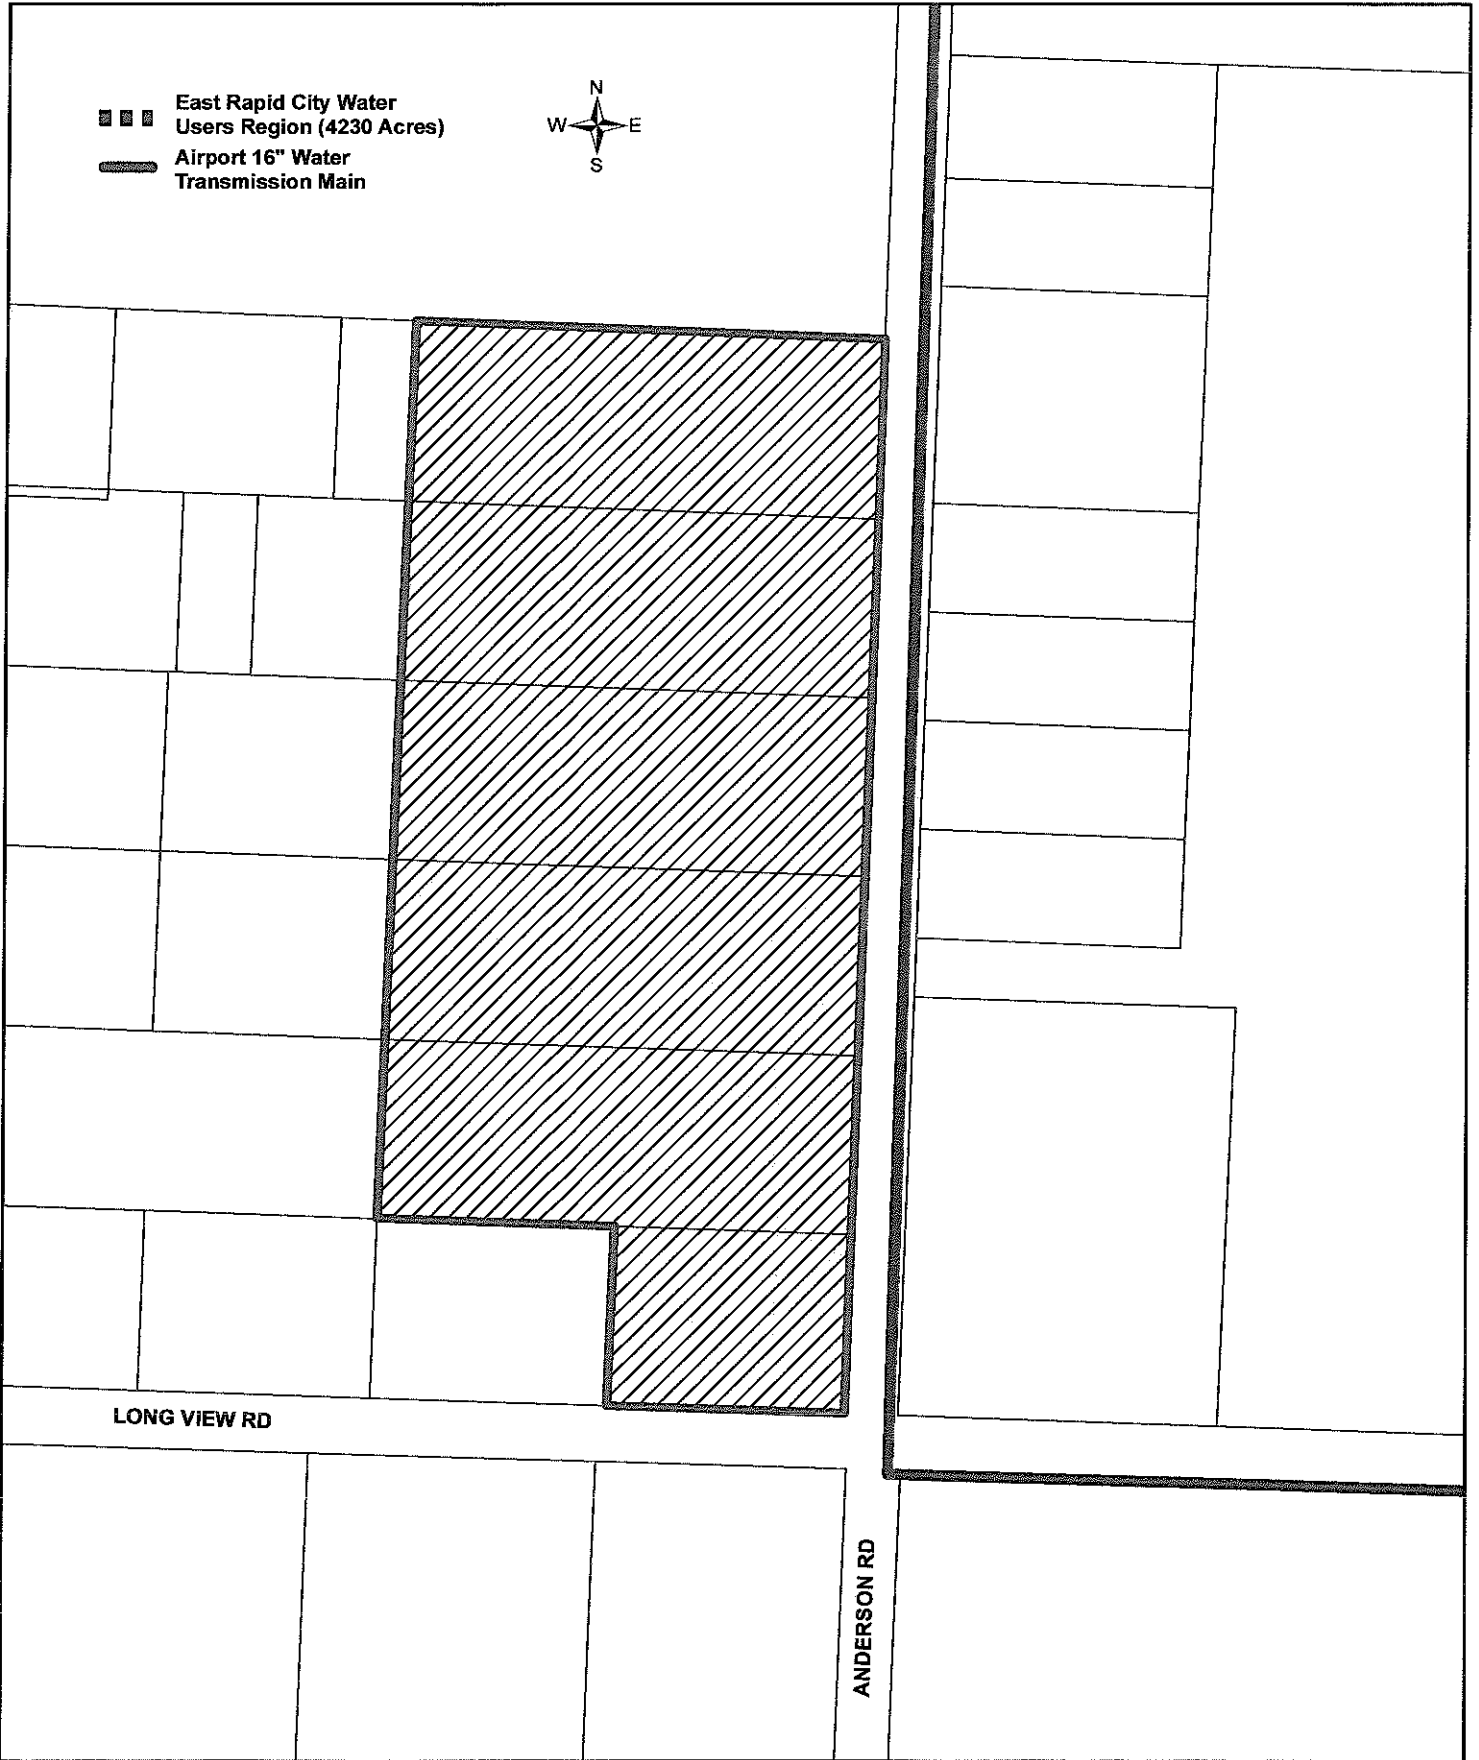 East Rapid City Water
Users Region (4230 Acres)
Airport 16" Water
Transmission Main
N
W E
S
LONG VIEW RD
ANDERSON RD